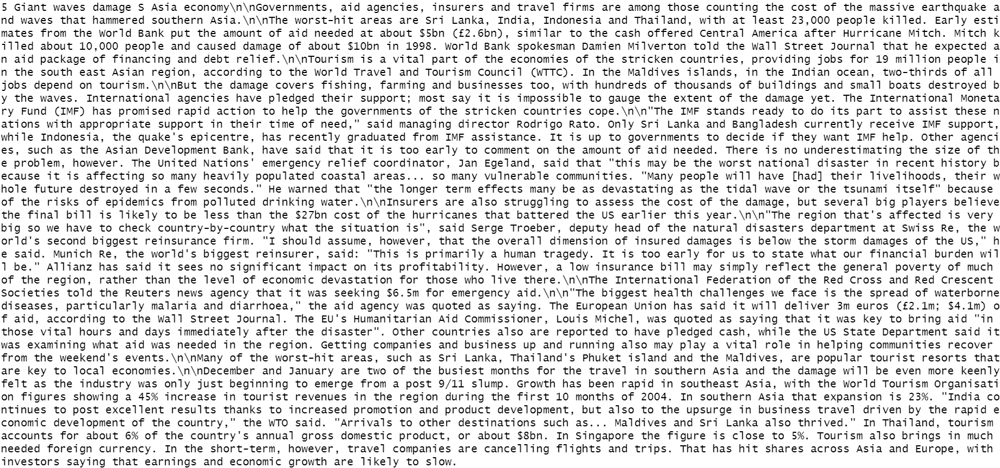 5 Giant waves damage S Asia economy\n\nGovernments, aid agencies, insurers and travel firms are among those counting the cost of the massive earthquake a
nd waves that hammered southern Asia.\n\nThe worst-hit areas are Sri Lanka, India, Indonesia and Thailand, with at least 23,000 people killed. Early esti
mates from the World Bank put the amount of aid needed at about $5bn (£2.6bn), similar to the cash offered Central America after Hurricane Mitch. Mitch k
illed about 10,000 people and caused damage of about $10bn in 1998. World Bank spokesman Damien Milverton told the Wall Street Journal that he expected a
n aid package of financing and debt relief.\n\nTourism is a vital part of the economies of the stricken countries, providing jobs for 19 million people i
n the south east Asian region, according to the World Travel and Tourism Council (WTTC). In the Maldives islands, in the Indian ocean, two-thirds of all
jobs depend on tourism.\n\nBut the damage covers fishing, farming and businesses too, with hundreds of thousands of buildings and small boats destroyed b
y the waves. International agencies have pledged their support; most say it is impossible to gauge the extent of the damage yet. The International Moneta
ry Fund (IMF) has promised rapid action to help the governments of the stricken countries cope.\n\n"The IMF stands ready to do its part to assist these n
ations with appropriate support in their time of need," said managing director Rodrigo Rato. Only Sri Lanka and Bangladesh currently receive IMF support,
while Indonesia, the quake's epicentre, has recently graduated from IMF assistance. It is up to governments to decide if they want IMF help. Other agenci
es, such as the Asian Development Bank, have said that it is too early to comment on the amount of aid needed. There is no underestimating the size of th
e problem, however. The United Nations' emergency relief coordinator, Jan Egeland, said that "this may be the worst national disaster in recent history b
ecause it is affecting so many heavily populated coastal areas... so many vulnerable communities. "Many people will have [had] their livelihoods, their w
hole future destroyed in a few seconds." He warned that "the longer term effects many be as devastating as the tidal wave or the tsunami itself" because
of the risks of epidemics from polluted drinking water.\n\nInsurers are also struggling to assess the cost of the damage, but several big players believe
the final bill is likely to be less than the $27bn cost of the hurricanes that battered the US earlier this year.\n\n"The region that's affected is very
big so we have to check country-by-country what the situation is", said Serge Troeber, deputy head of the natural disasters department at Swiss Re, the w
orld's second biggest reinsurance firm. "I should assume, however, that the overall dimension of insured damages is below the storm damages of the US," h
e said. Munich Re, the world's biggest reinsurer, said: "This is primarily a human tragedy. It is too early for us to state what our financial burden wil
l be." Allianz has said it sees no significant impact on its profitability. However, a low insurance bill may simply reflect the general poverty of much
of the region, rather than the level of economic devastation for those who live there.\n\nThe International Federation of the Red Cross and Red Crescent
Societies told the Reuters news agency that it was seeking $6.5m for emergency aid.\n\n"The biggest health challenges we face is the spread of waterborne
diseases, particularly malaria and diarrhoea," the aid agency was quoted as saying. The European Union has said it will deliver 3m euros (£2.1m; $4.1m) o
f aid, according to the Wall Street Journal. The EU's Humanitarian Aid Commissioner, Louis Michel, was quoted as saying that it was key to bring aid "in
those vital hours and days immediately after the disaster". Other countries also are reported to have pledged cash, while the US State Department said it
was examining what aid was needed in the region. Getting companies and business up and running also may play a vital role in helping communities recover
from the weekend's events.\n\nMany of the worst-hit areas, such as Sri Lanka, Thailand's Phuket island and the Maldives, are popular tourist resorts that
are key to local economies.\n\nDecember and January are two of the busiest months for the travel in southern Asia and the damage will be even more keenly
felt as the industry was only just beginning to emerge from a post 9/11 slump. Growth has been rapid in southeast Asia, with the World Tourism Organisati
on figures showing a 45% increase in tourist revenues in the region during the first 10 months of 2004. In southern Asia that expansion is 23%. "India co
ntinues to post excellent results thanks to increased promotion and product development, but also to the upsurge in business travel driven by the rapid e
conomic development of the country," the WTO said. "Arrivals to other destinations such as... Maldives and Sri Lanka also thrived." In Thailand, tourism
accounts for about 6% of the country's annual gross domestic product, or about $8bn. In Singapore the figure is close to 5%. Tourism also brings in much
needed foreign currency. In the short-term, however, travel companies are cancelling flights and trips. That has hit shares across Asia and Europe, with
investors saying that earnings and economic growth are likely to slow.